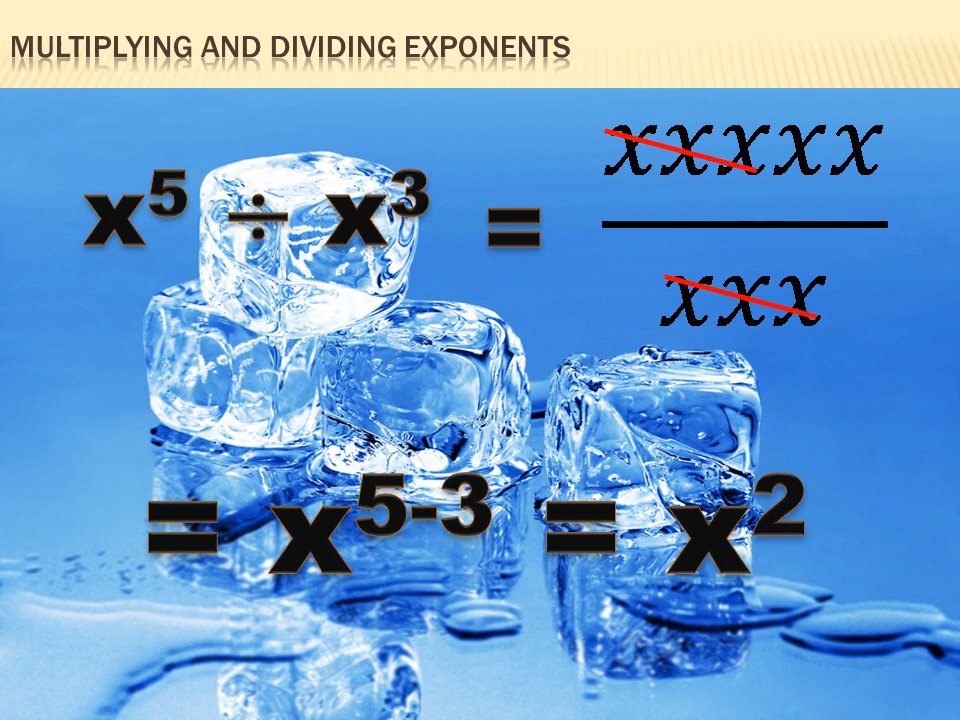 MULTIPLYING AND DIVIDING EXPONENTS
x⁵ ÷ x³ = xxxxx
xxx
= x⁵⁻³ = x²